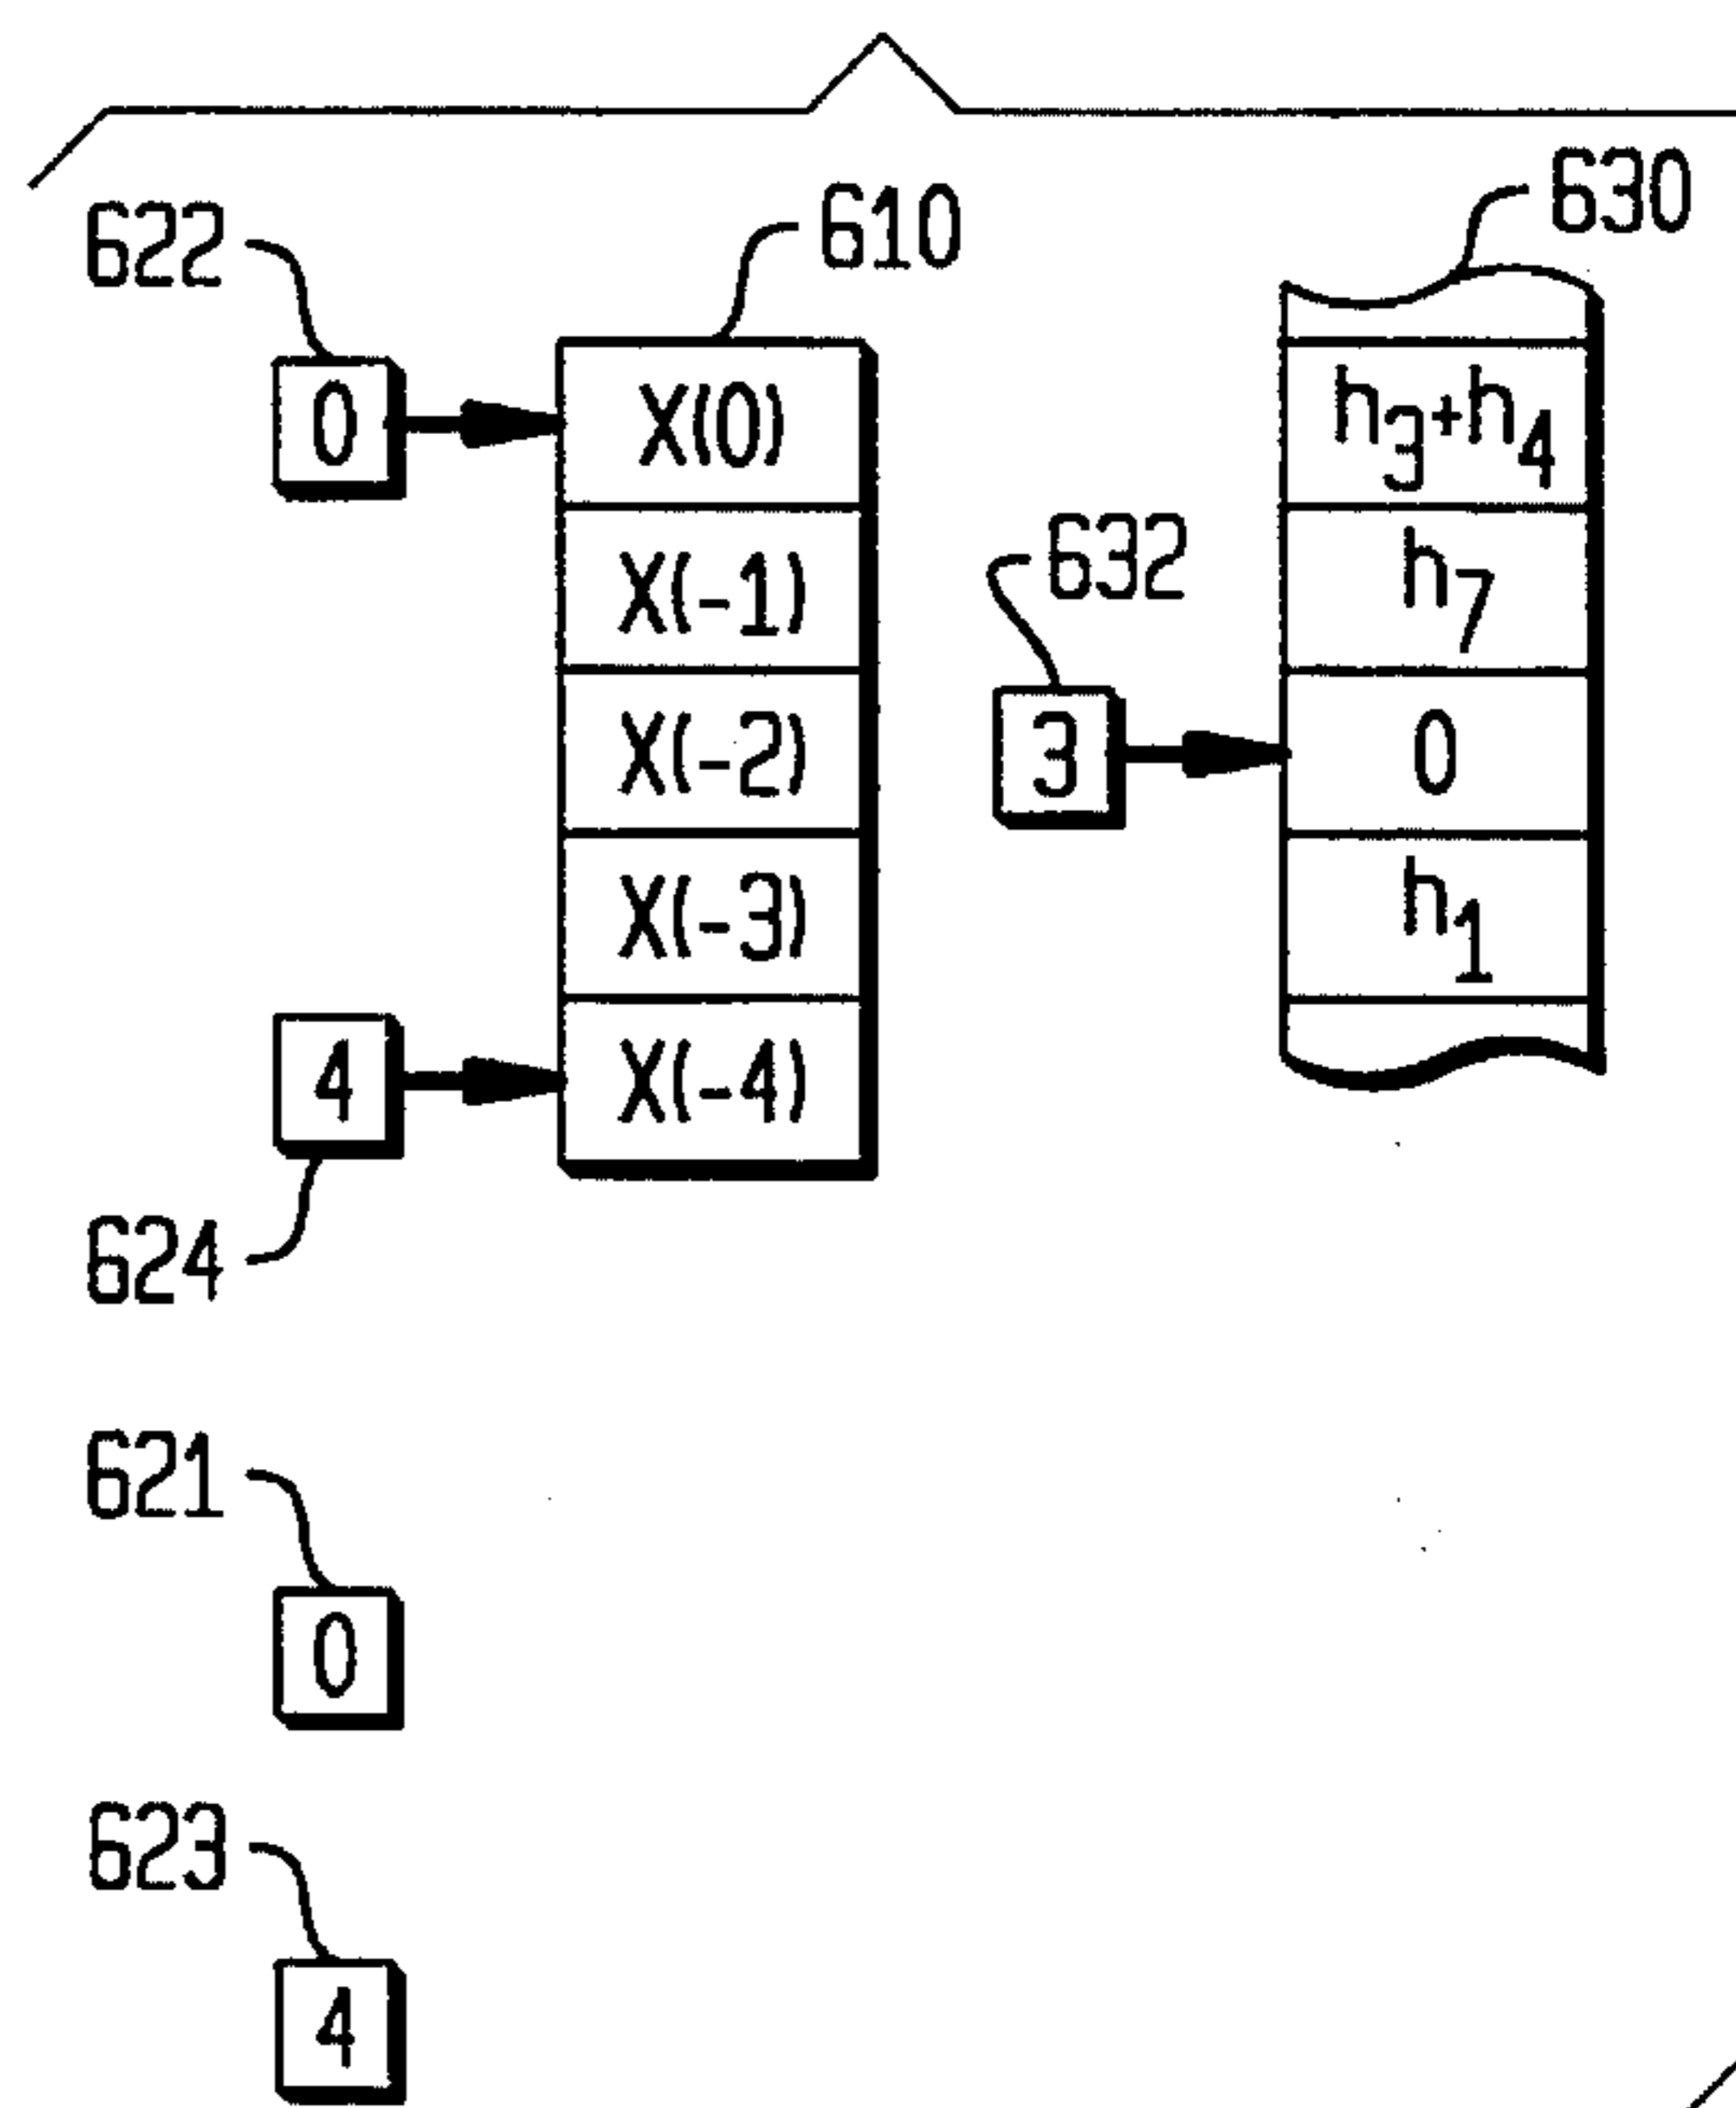 622
610
630
0
X(0)
h3+h4
X(-1)
632
h7
3
X(-2)
0
X(-3)
h1
4
X(-4)
624
621
0
623
4